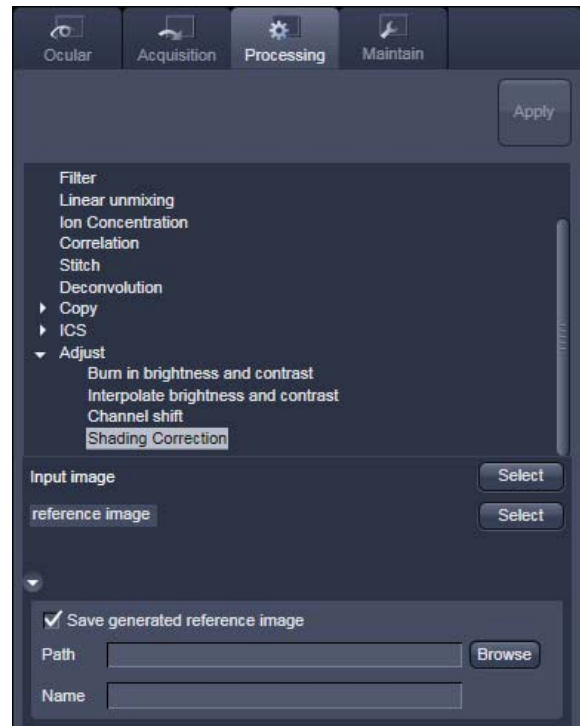 Ocular Acquisition Processing Maintain
Apply
Filter
Linear unmixing
Ion Concentration
Correlation
Stitch
Deconvolution
Copy
ICS
Adjust
Burn in brightness and contrast
Interpolate brightness and contrast
Channel shift
Shading Correction
Input image Select
reference image Select
Save generated reference image
Path Browse
Name